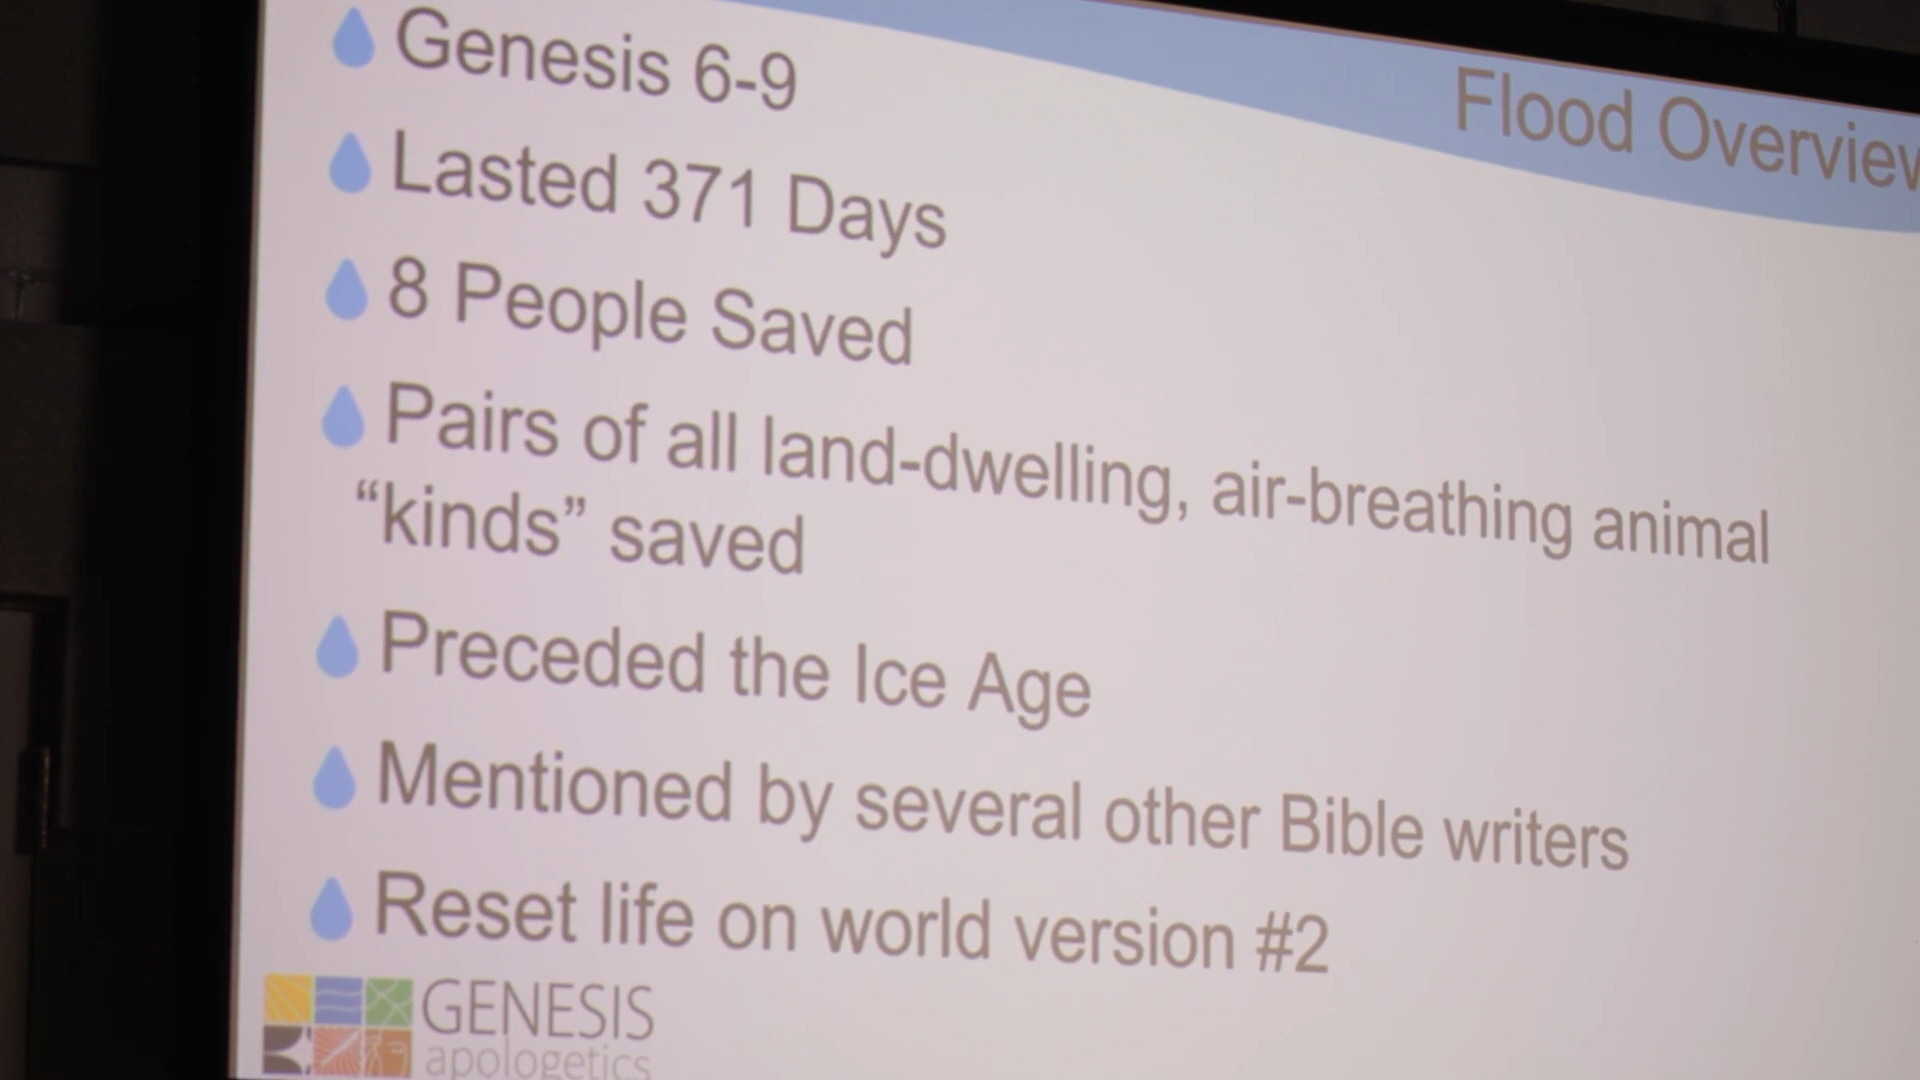 Flood Overview
Genesis 6-9
Lasted 371 Days
8 People Saved
Pairs of all land-dwelling, air-breathing animal
“kinds” saved
Preceded the Ice Age
Mentioned by several other Bible writers
Reset life on world version #2
GENESIS
apologetics